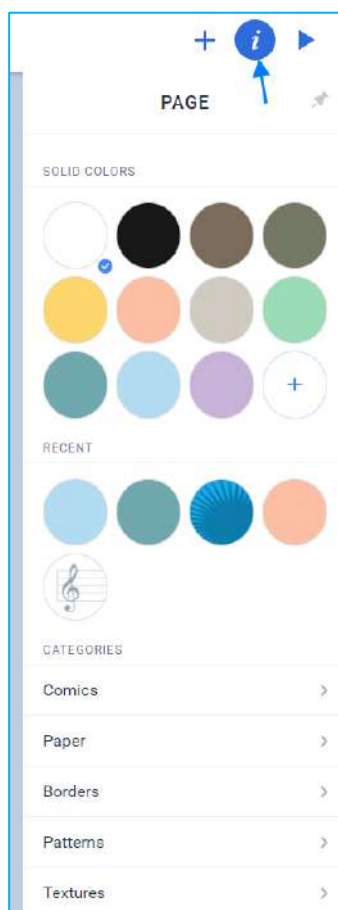 i
PAGE
SOLID COLORS
RECENT
CATEGORIES
Comics
Paper
Borders
Patterns
Textures